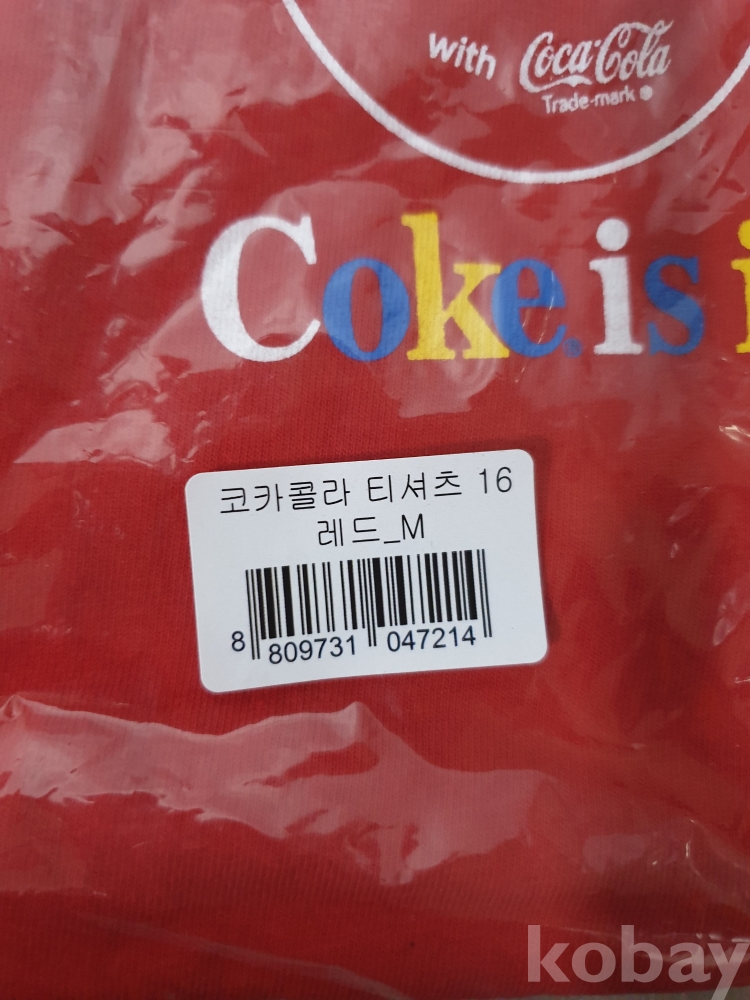 with Coca-Cola
Trade-mark ®
Coke® is
코카콜라 티셔츠 16
레드_M
8 809731 047214
kobay